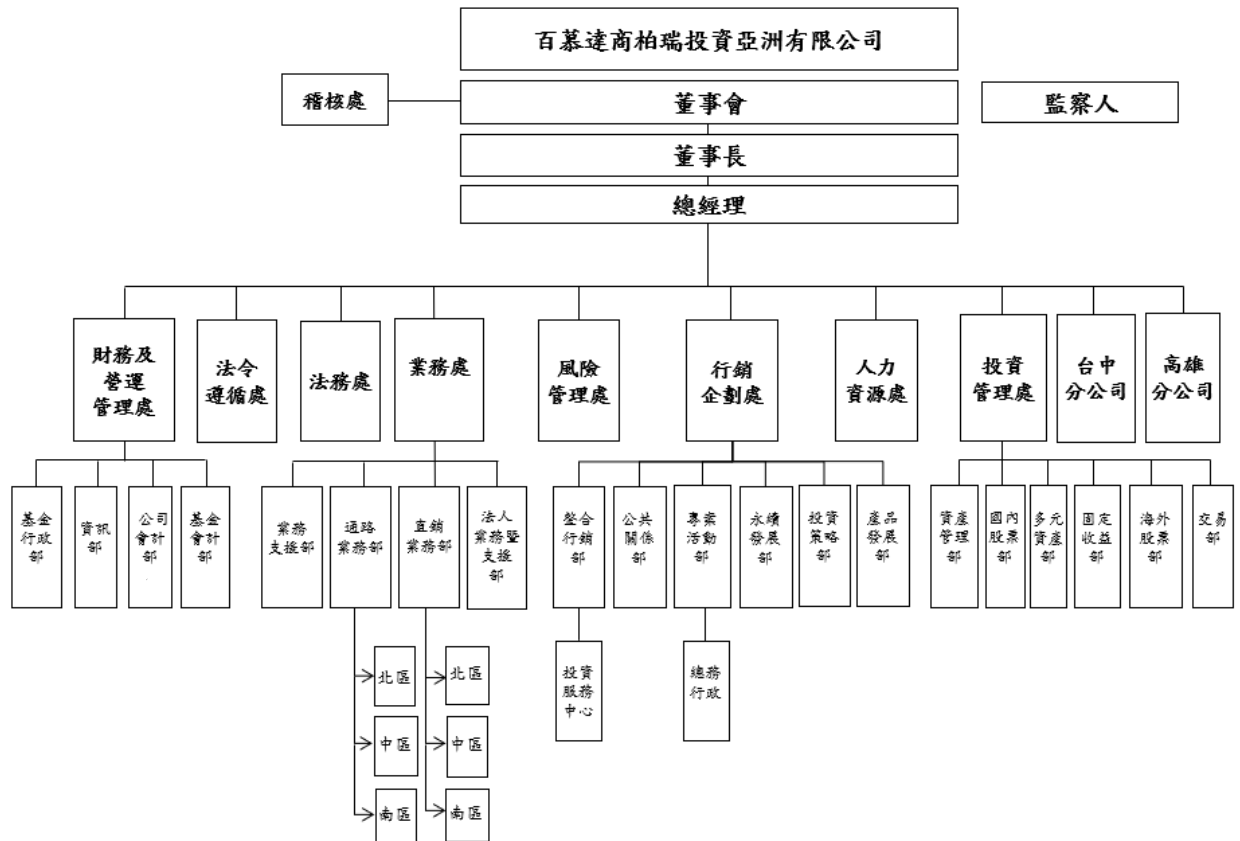 百慕達商柏瑞投資亞洲有限公司
稽核處
董事會
監察人
董事長
總經理
財務及
營運
管理處
法令
遵循處
法務處
業務處
風險
管理處
行銷
企劃處
人力
資源處
投資
管理處
台中
分公司
高雄
分公司
基金
行政
部
資訊
部
公司
會計
部
基金
會計
部
業務
支援部
通路
業務部
直銷
業務部
法人
業務暨
支援
部
整合
行銷
部
公共
關係
部
專案
活動
部
永續
發展
部
投資
策略
部
產品
發展
部
資產
管理
部
國內
股票
部
多元
資產
部
固定
收益
部
海外
股票
部
交易
部
北區
中區
南區
北區
中區
南區
投資
服務
中心
總務
行政